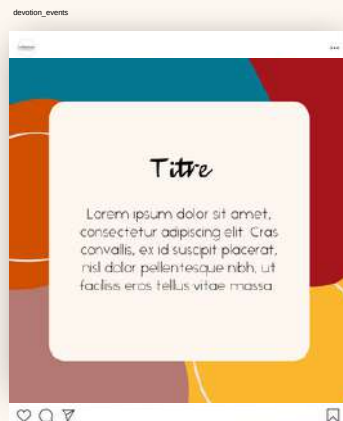 devotion_events
Titre
Lorem ipsum dolor sit amet,
consectetur adipiscing elit. Cras
convallis, ex id suscipit placerat,
nisl dolor pellentesque nibh, ut
facilisis eros tellus vitae massa.